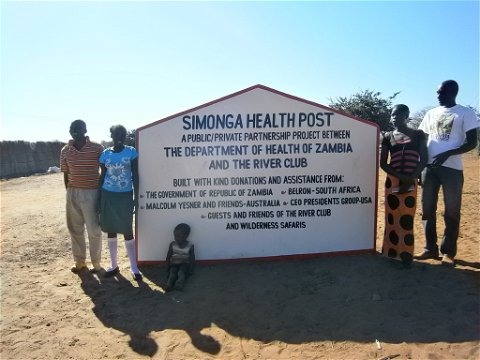 SIMONGA HEALTH POST
A PUBLIC/PRIVATE PARTNERSHIP PROJECT BETWEEN
THE DEPARTMENT OF HEALTH OF ZAMBIA
AND THE RIVER CLUB
BUILT WITH KIND DONATIONS AND ASSISTANCE FROM:
THE GOVERNMENT OF REPUBLIC OF ZAMBIA BELRON-SOUTH AFRICA
MALCOLM YESNER AND FRIENDS-AUSTRALIA CEO PRESIDENTS GROUP-USA
GUESTS AND FRIENDS OF THE RIVER CLUB
AND WILDERNESS SAFARIS